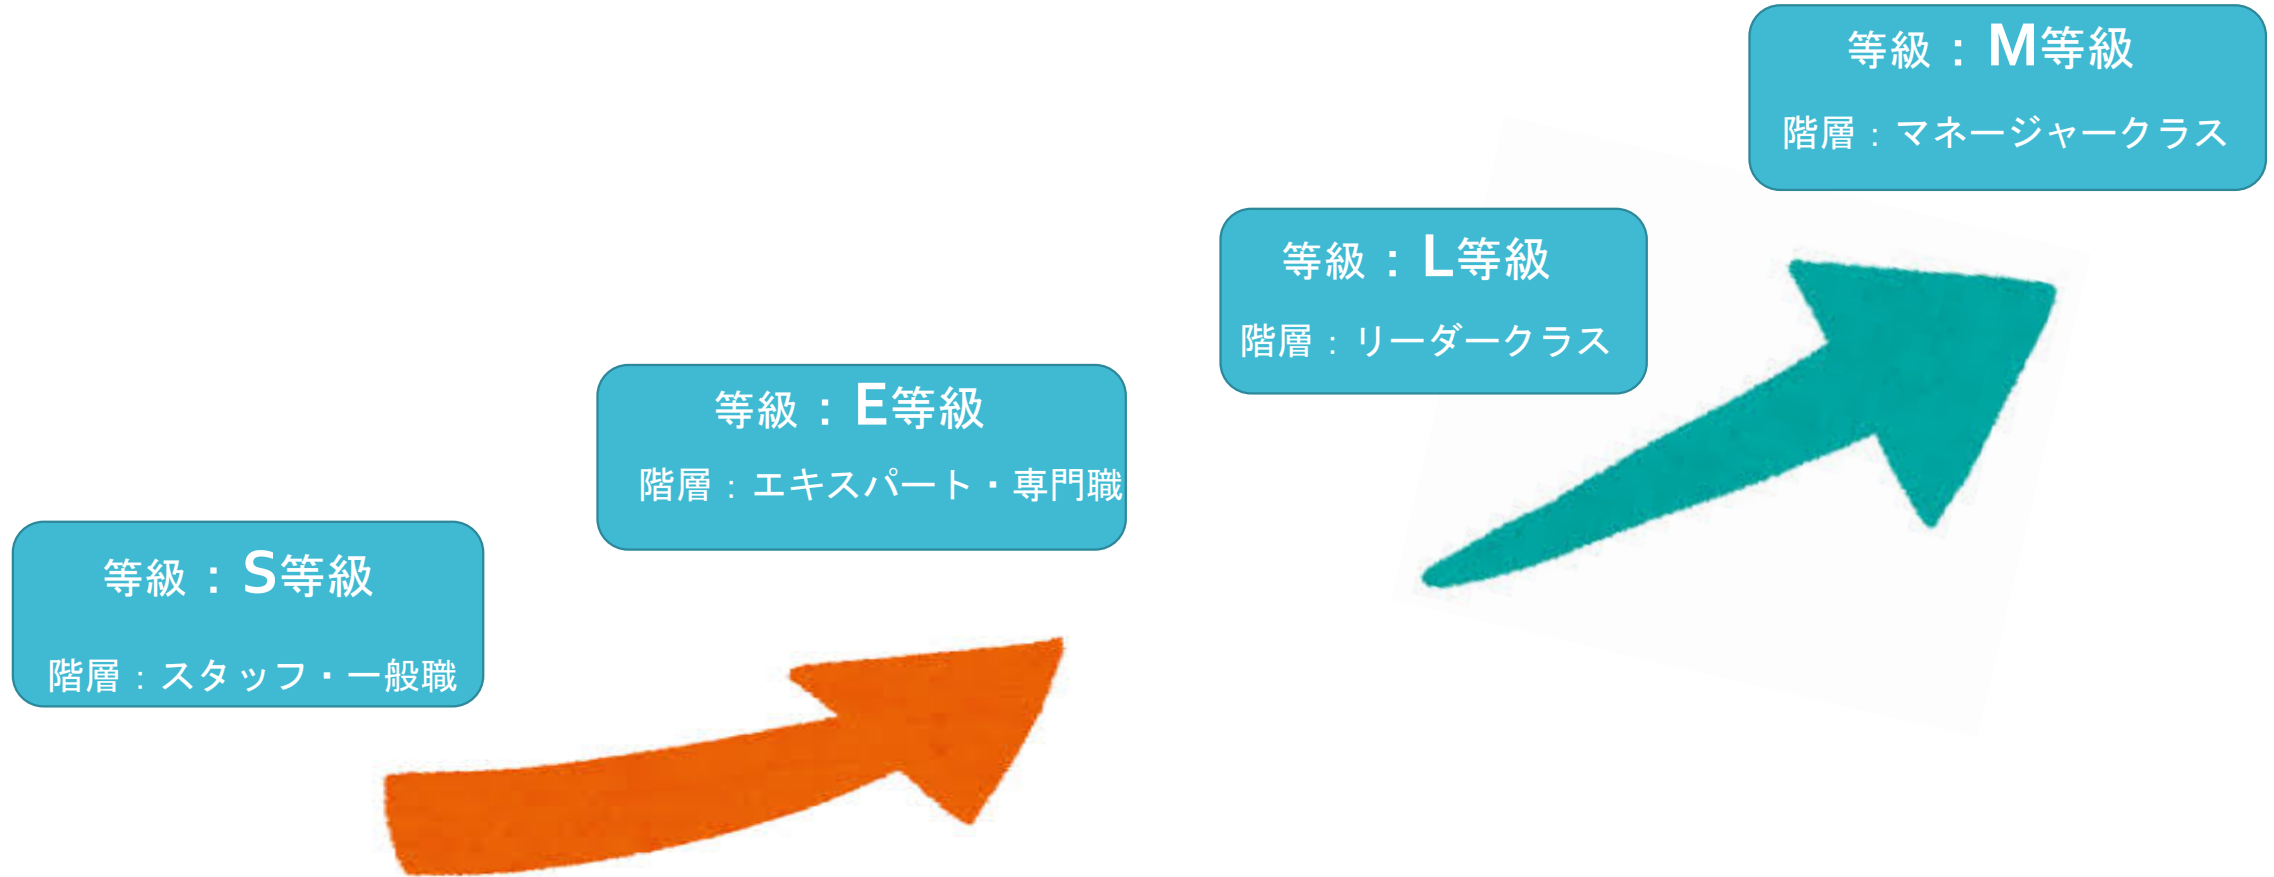 等級：M等級
階層：マネージャークラス
等級：L等級
階層：リーダークラス
等級：E等級
階層：エキスパート・専門職
等級：S等級
階層：スタッフ・一般職